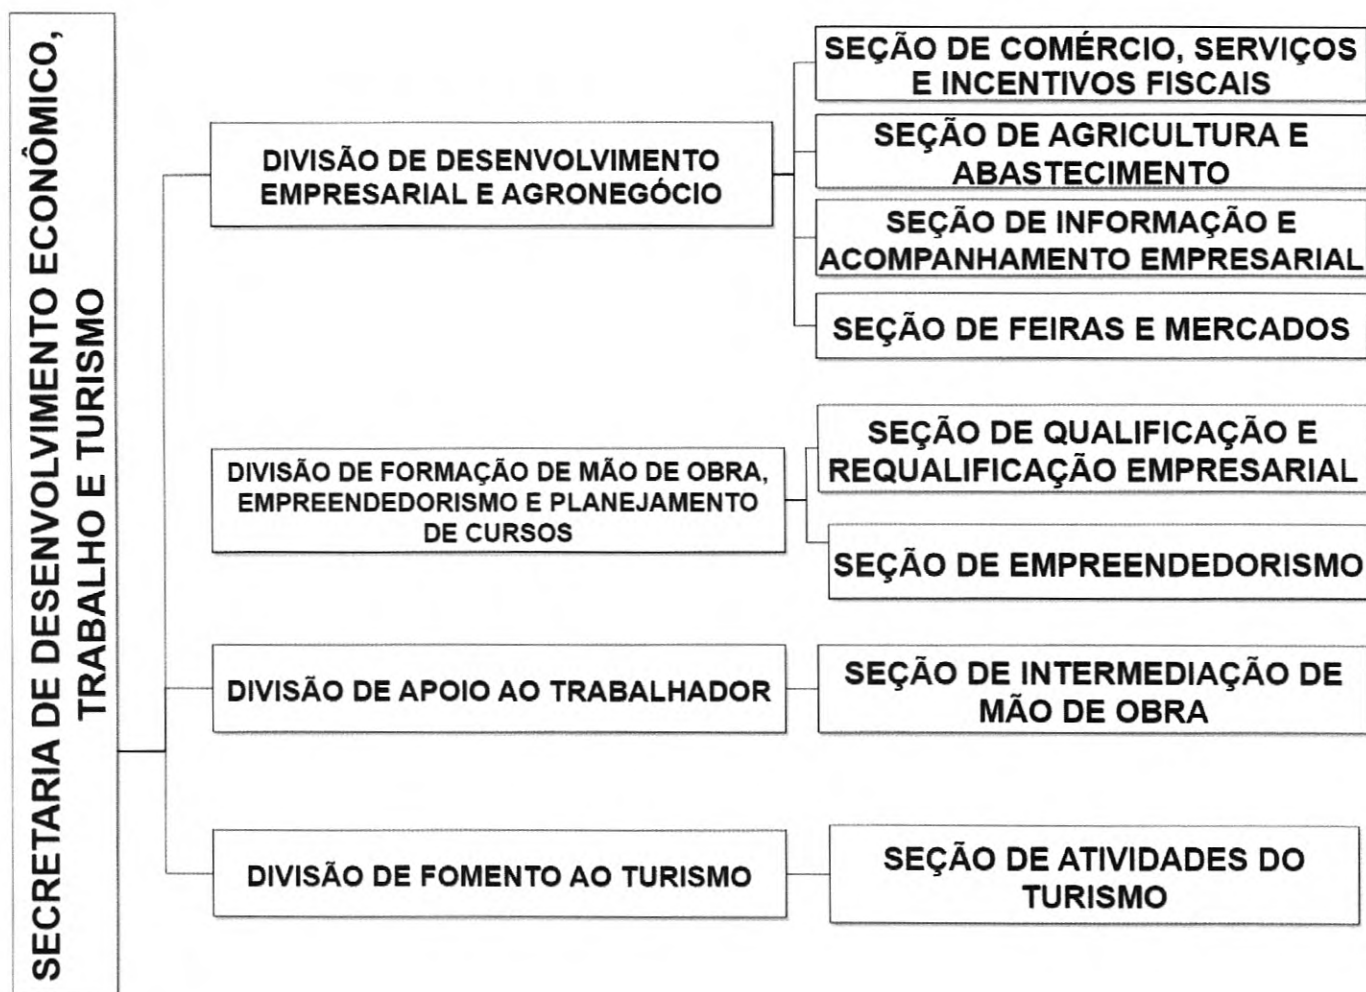 SECRETARIA DE DESENVOLVIMENTO ECONÔMICO,
TRABALHO E TURISMO
DIVISÃO DE DESENVOLVIMENTO
EMPRESARIAL E AGRONEGÓCIO
SEÇÃO DE COMÉRCIO, SERVIÇOS
E INCENTIVOS FISCAIS
SEÇÃO DE AGRICULTURA E
ABASTECIMENTO
SEÇÃO DE INFORMAÇÃO E
ACOMPANHAMENTO EMPRESARIAL
SEÇÃO DE FEIRAS E MERCADOS
DIVISÃO DE FORMAÇÃO DE MÃO DE OBRA,
EMPREENDEDORISMO E PLANEJAMENTO
DE CURSOS
SEÇÃO DE QUALIFICAÇÃO E
REQUALIFICAÇÃO EMPRESARIAL
SEÇÃO DE EMPREENDEDORISMO
DIVISÃO DE APOIO AO TRABALHADOR
SEÇÃO DE INTERMEDIAÇÃO DE
MÃO DE OBRA
DIVISÃO DE FOMENTO AO TURISMO
SEÇÃO DE ATIVIDADES DO
TURISMO